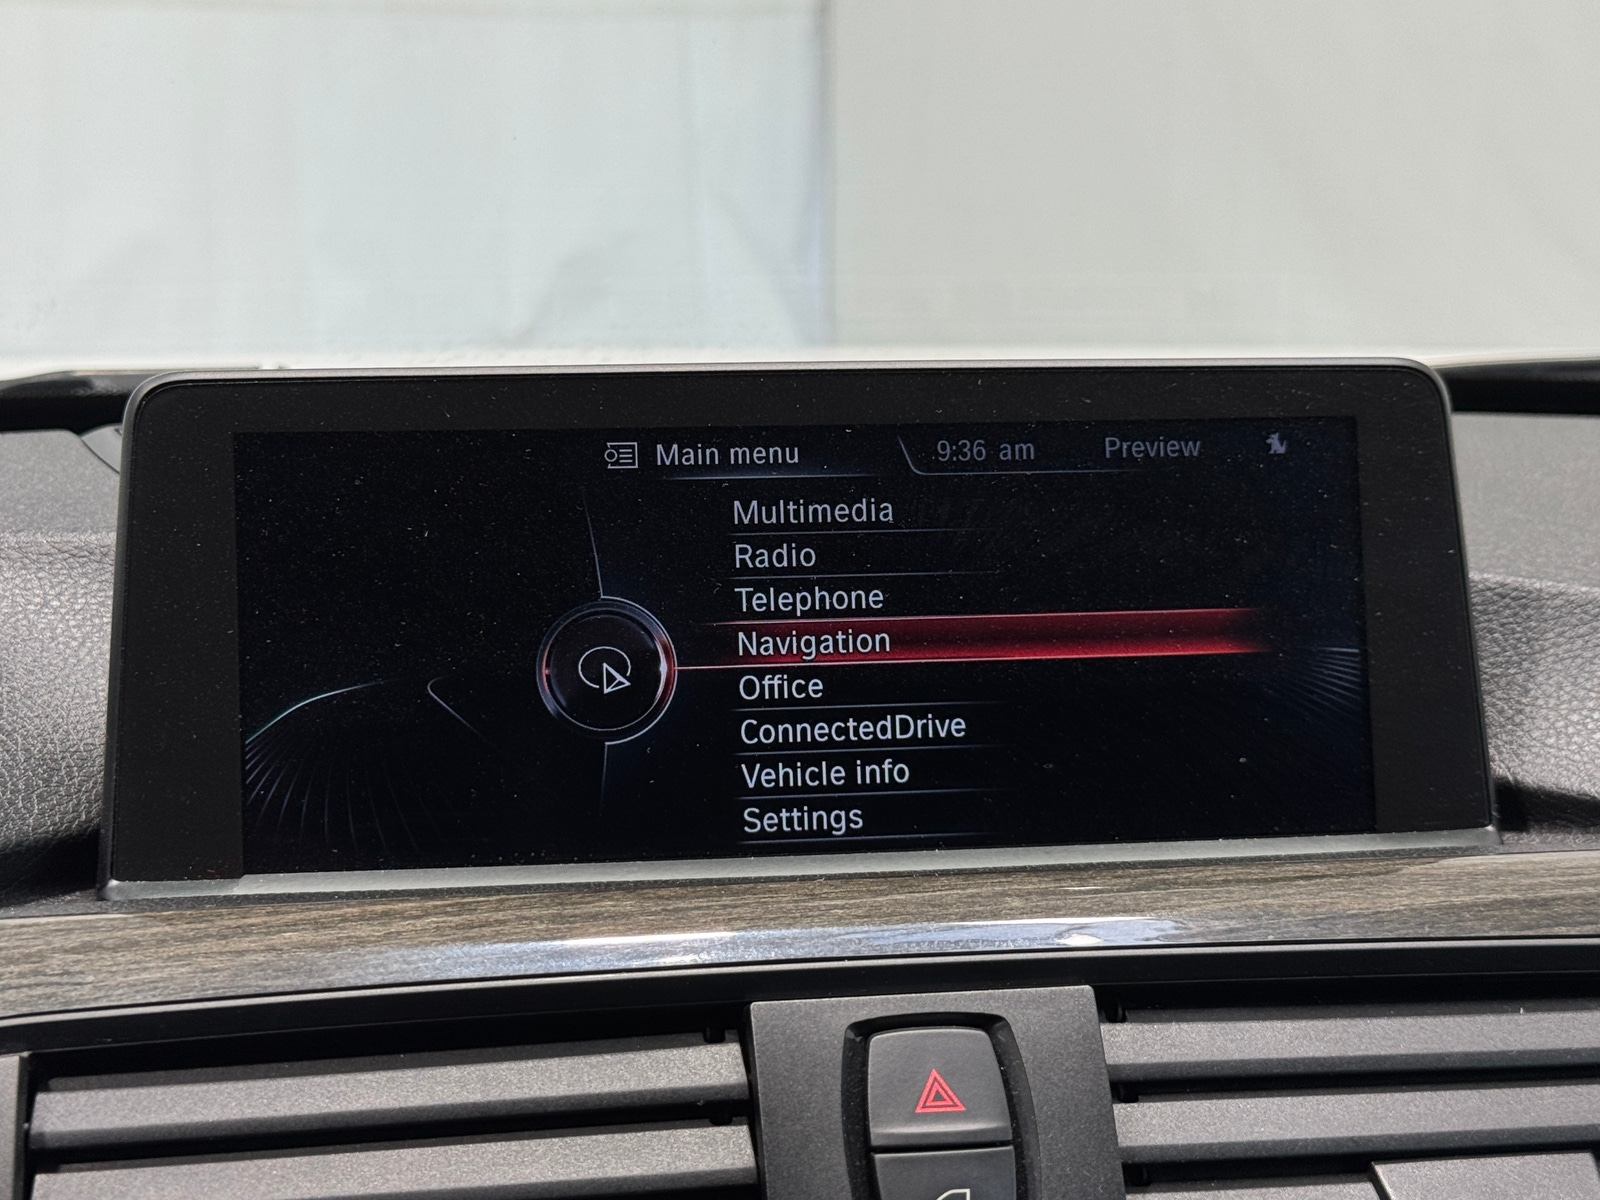 Main menu 9:36 am Preview
Multimedia
Radio
Telephone
Navigation
Office
ConnectedDrive
Vehicle info
Settings